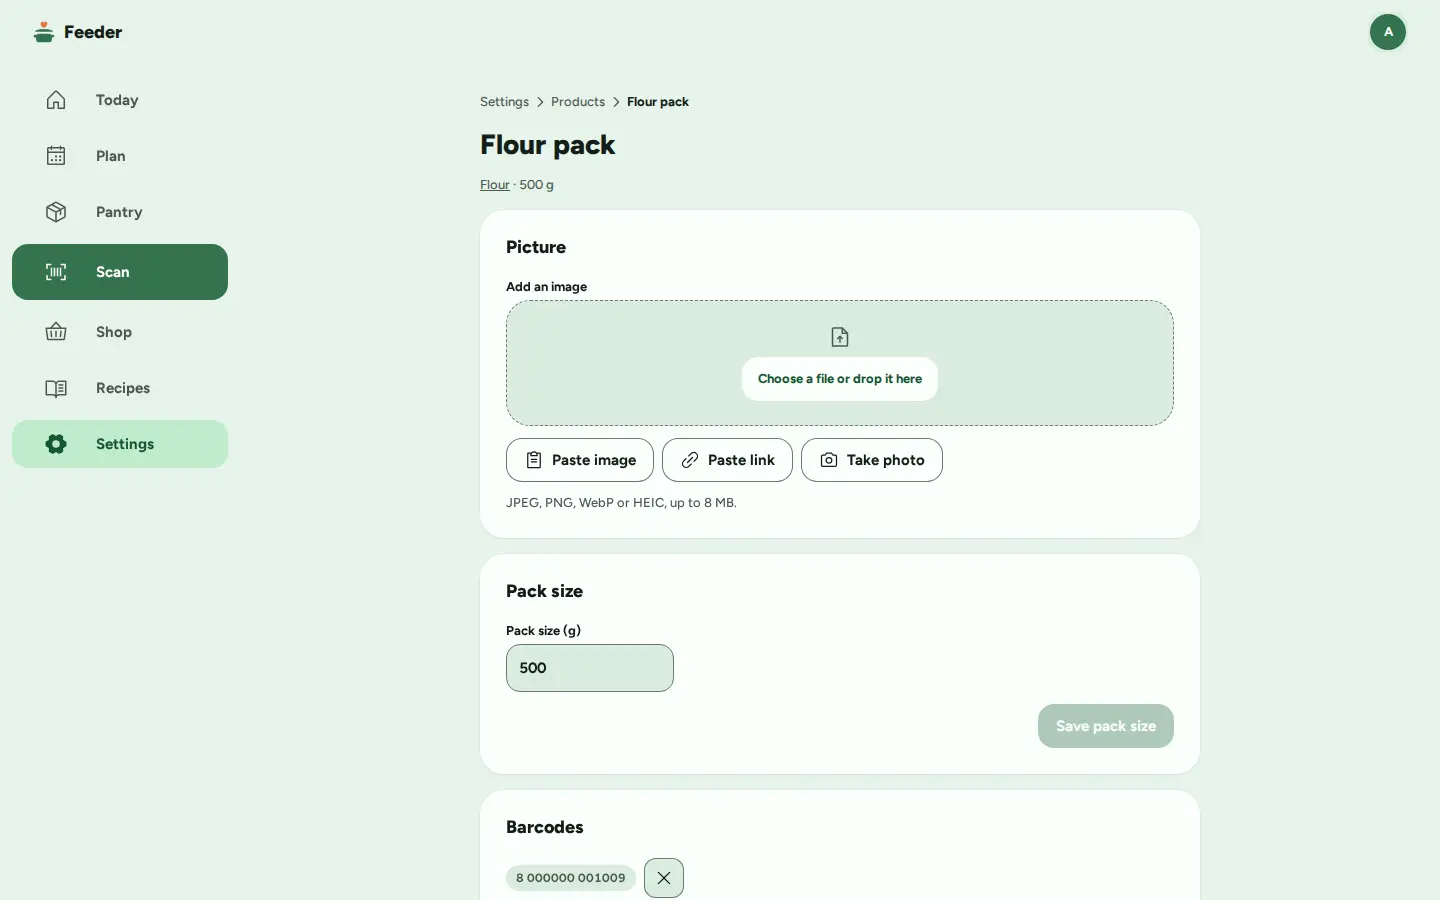 Feeder
A
Today
Plan
Pantry
Scan
Shop
Recipes
Settings
Settings > Products > Flour pack
Flour pack
Flour · 500 g
Picture
Add an image
Choose a file or drop it here
Paste image
Paste link
Take photo
JPEG, PNG, WebP or HEIC, up to 8 MB.
Pack size
Pack size (g)
500
Save pack size
Barcodes
8 000000 001009